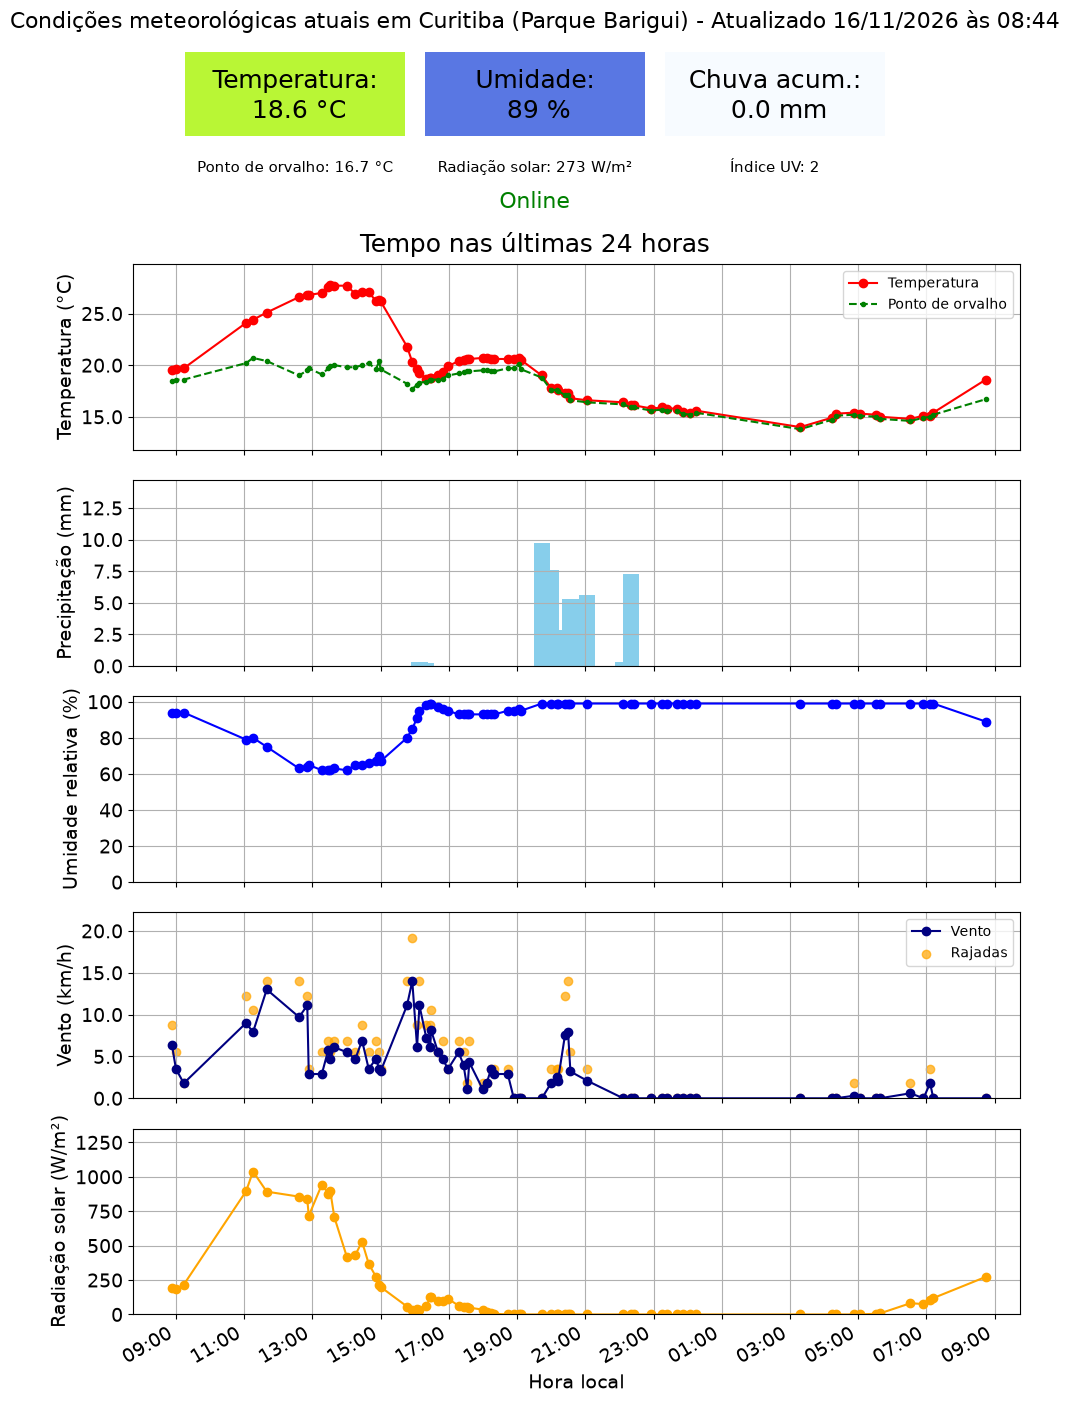 Condições meteorológicas atuais em Curitiba (Parque Barigui) - Atualizado 16/11/2026 às 08:44
Temperatura:
18.6 °C
Umidade:
89 %
Chuva acum.:
0.0 mm
Ponto de orvalho: 16.7 °C
Radiação solar: 273 W/m²
Índice UV: 2
Online
Tempo nas últimas 24 horas
Temperatura (°C)
25.0
20.0
15.0
Temperatura
Ponto de orvalho
Precipitação (mm)
12.5
10.0
7.5
5.0
2.5
0.0
Umidade relativa (%)
100
80
60
40
20
0
Vento (km/h)
20.0
15.0
10.0
5.0
0.0
Vento
Rajadas
Radiação solar (W/m²)
1250
1000
750
500
250
0
09:00
11:00
13:00
15:00
17:00
19:00
21:00
23:00
01:00
03:00
05:00
07:00
09:00
Hora local